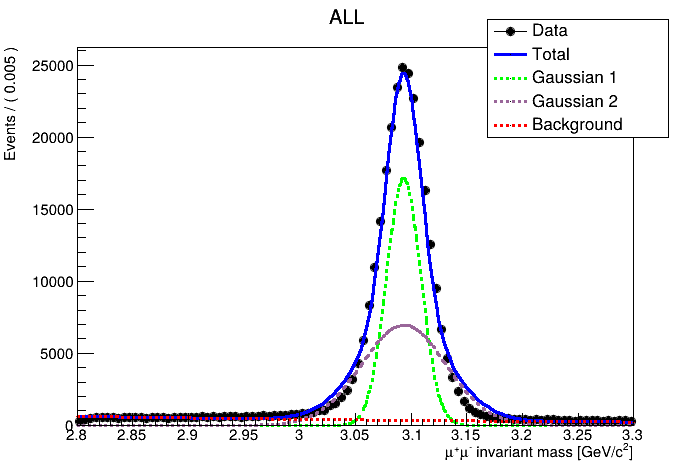 ALL
Data
Total
Gaussian 1
Gaussian 2
Background
Events / ( 0.005 )
25000
20000
15000
10000
5000
0
2.8 2.85 2.9 2.95 3 3.05 3.1 3.15 3.2 3.25 3.3
μ⁺μ⁻ invariant mass [GeV/c²]